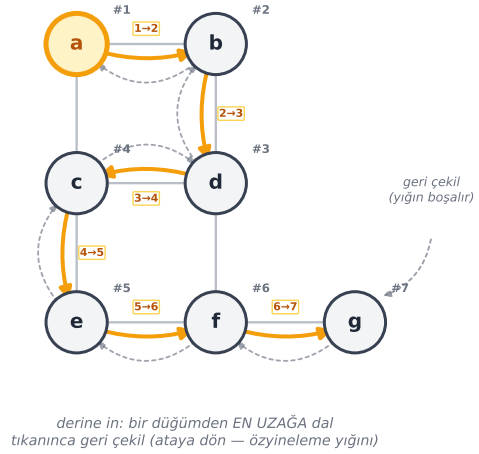 #1
#2
1→2
a
b
2→3
#4
#3
c
d
3→4
geri çekil
(yığın boşalır)
4→5
#5
#6
#7
5→6
6→7
e
f
g
derine in: bir düğümden EN UZAĞA dal
tıkanınca geri çekil (ataya dön — özyineleme yığını)